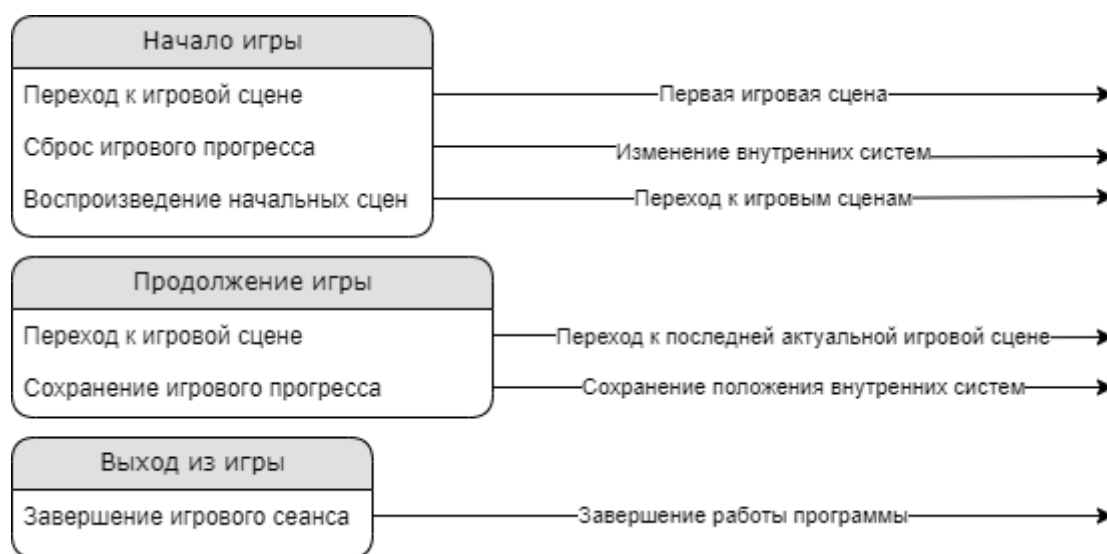 Начало игры
Переход к игровой сцене
Первая игровая сцена
Сброс игрового прогресса
Изменение внутренних систем
Воспроизведение начальных сцен
Переход к игровым сценам
Продолжение игры
Переход к игровой сцене
Переход к последней актуальной игровой сцене
Сохранение игрового прогресса
Сохранение положения внутренних систем
Выход из игры
Завершение игрового сеанса
Завершение работы программы